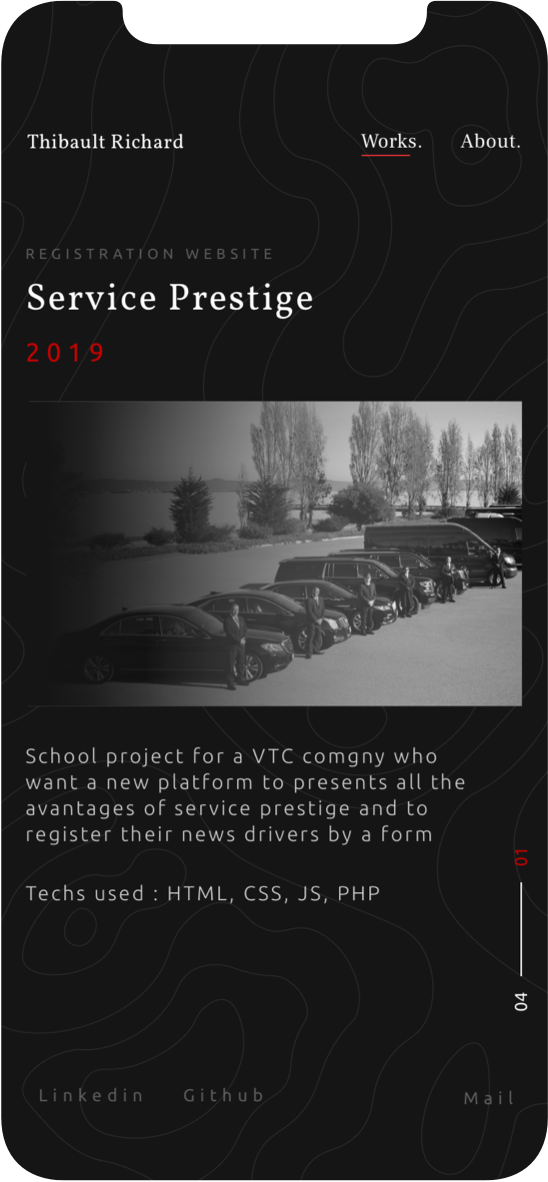 Thibault Richard
Works.
About.
REGISTRATION WEBSITE
Service Prestige
2019
School project for a VTC comgny who
want a new platform to presents all the
avantages of service prestige and to
register their news drivers by a form
Techs used : HTML, CSS, JS, PHP
01
04
Linkedin
Github
Mail